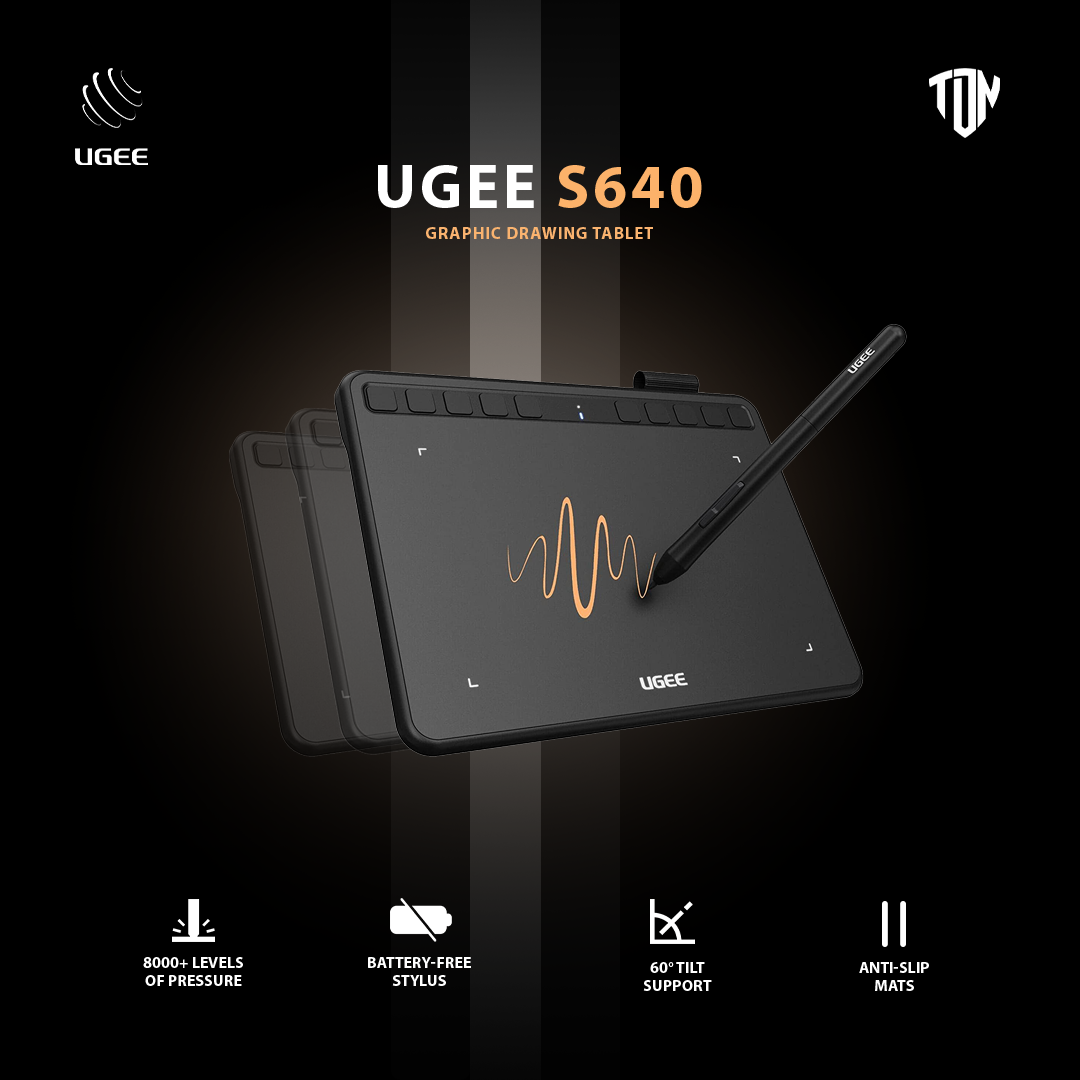 UGEE
TDN
UGEE S640
GRAPHIC DRAWING TABLET
UGEE
UGEE
8000+ LEVELS
OF PRESSURE
BATTERY-FREE
STYLUS
60° TILT
SUPPORT
ANTI-SLIP
MATS